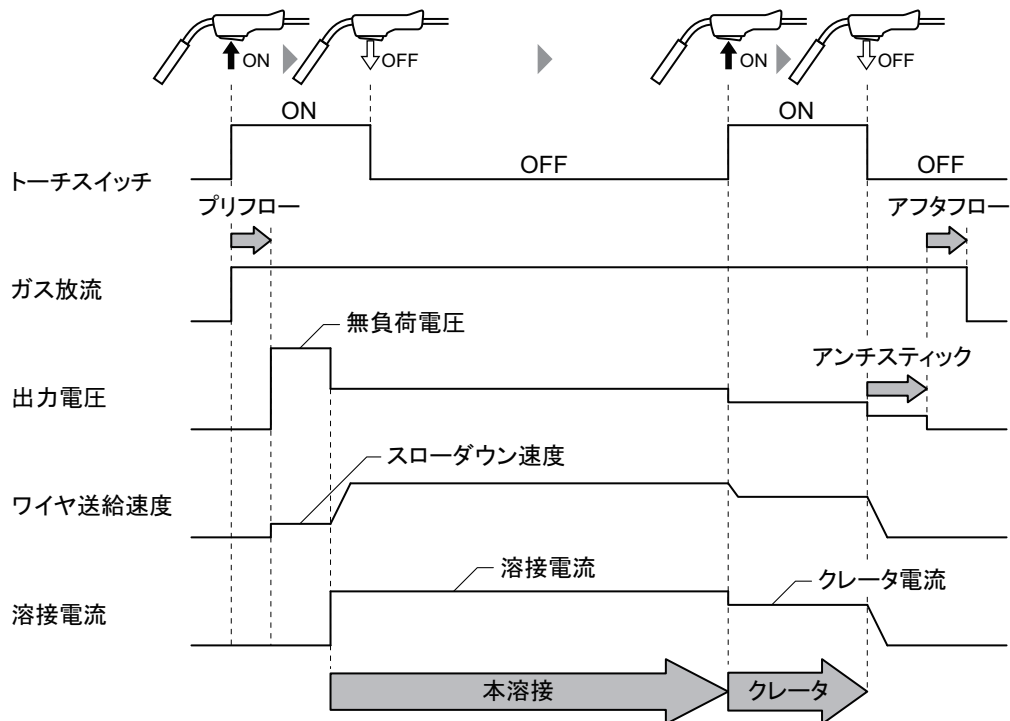 ON
OFF
ON
OFF
ON
ON
トーチスイッチ
OFF
OFF
プリフロー
アフタフロー
ガス放流
無負荷電圧
アンチスティック
出力電圧
スローダウン速度
ワイヤ送給速度
溶接電流
クレータ電流
溶接電流
本溶接
クレータ